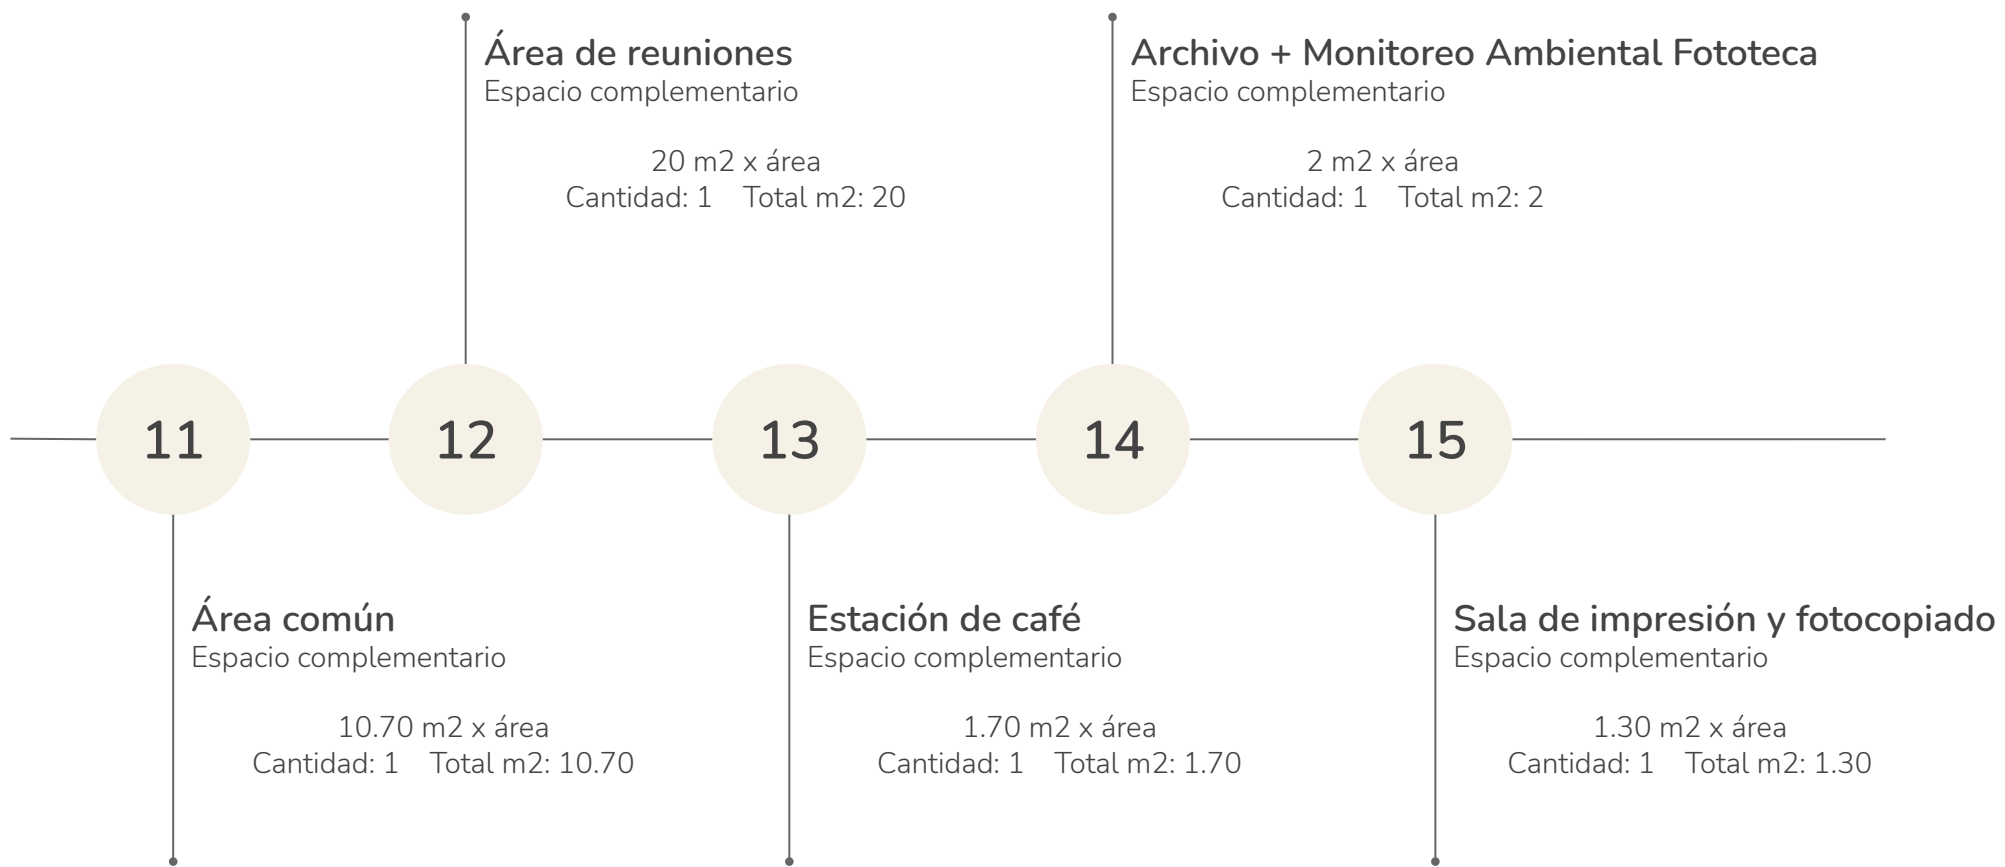 Área de reuniones
Espacio complementario
20 m2 x área
Cantidad: 1 Total m2: 20
Archivo + Monitoreo Ambiental Fototeca
Espacio complementario
2 m2 x área
Cantidad: 1 Total m2: 2
11
12
13
14
15
Área común
Espacio complementario
10.70 m2 x área
Cantidad: 1 Total m2: 10.70
Estación de café
Espacio complementario
1.70 m2 x área
Cantidad: 1 Total m2: 1.70
Sala de impresión y fotocopiado
Espacio complementario
1.30 m2 x área
Cantidad: 1 Total m2: 1.30